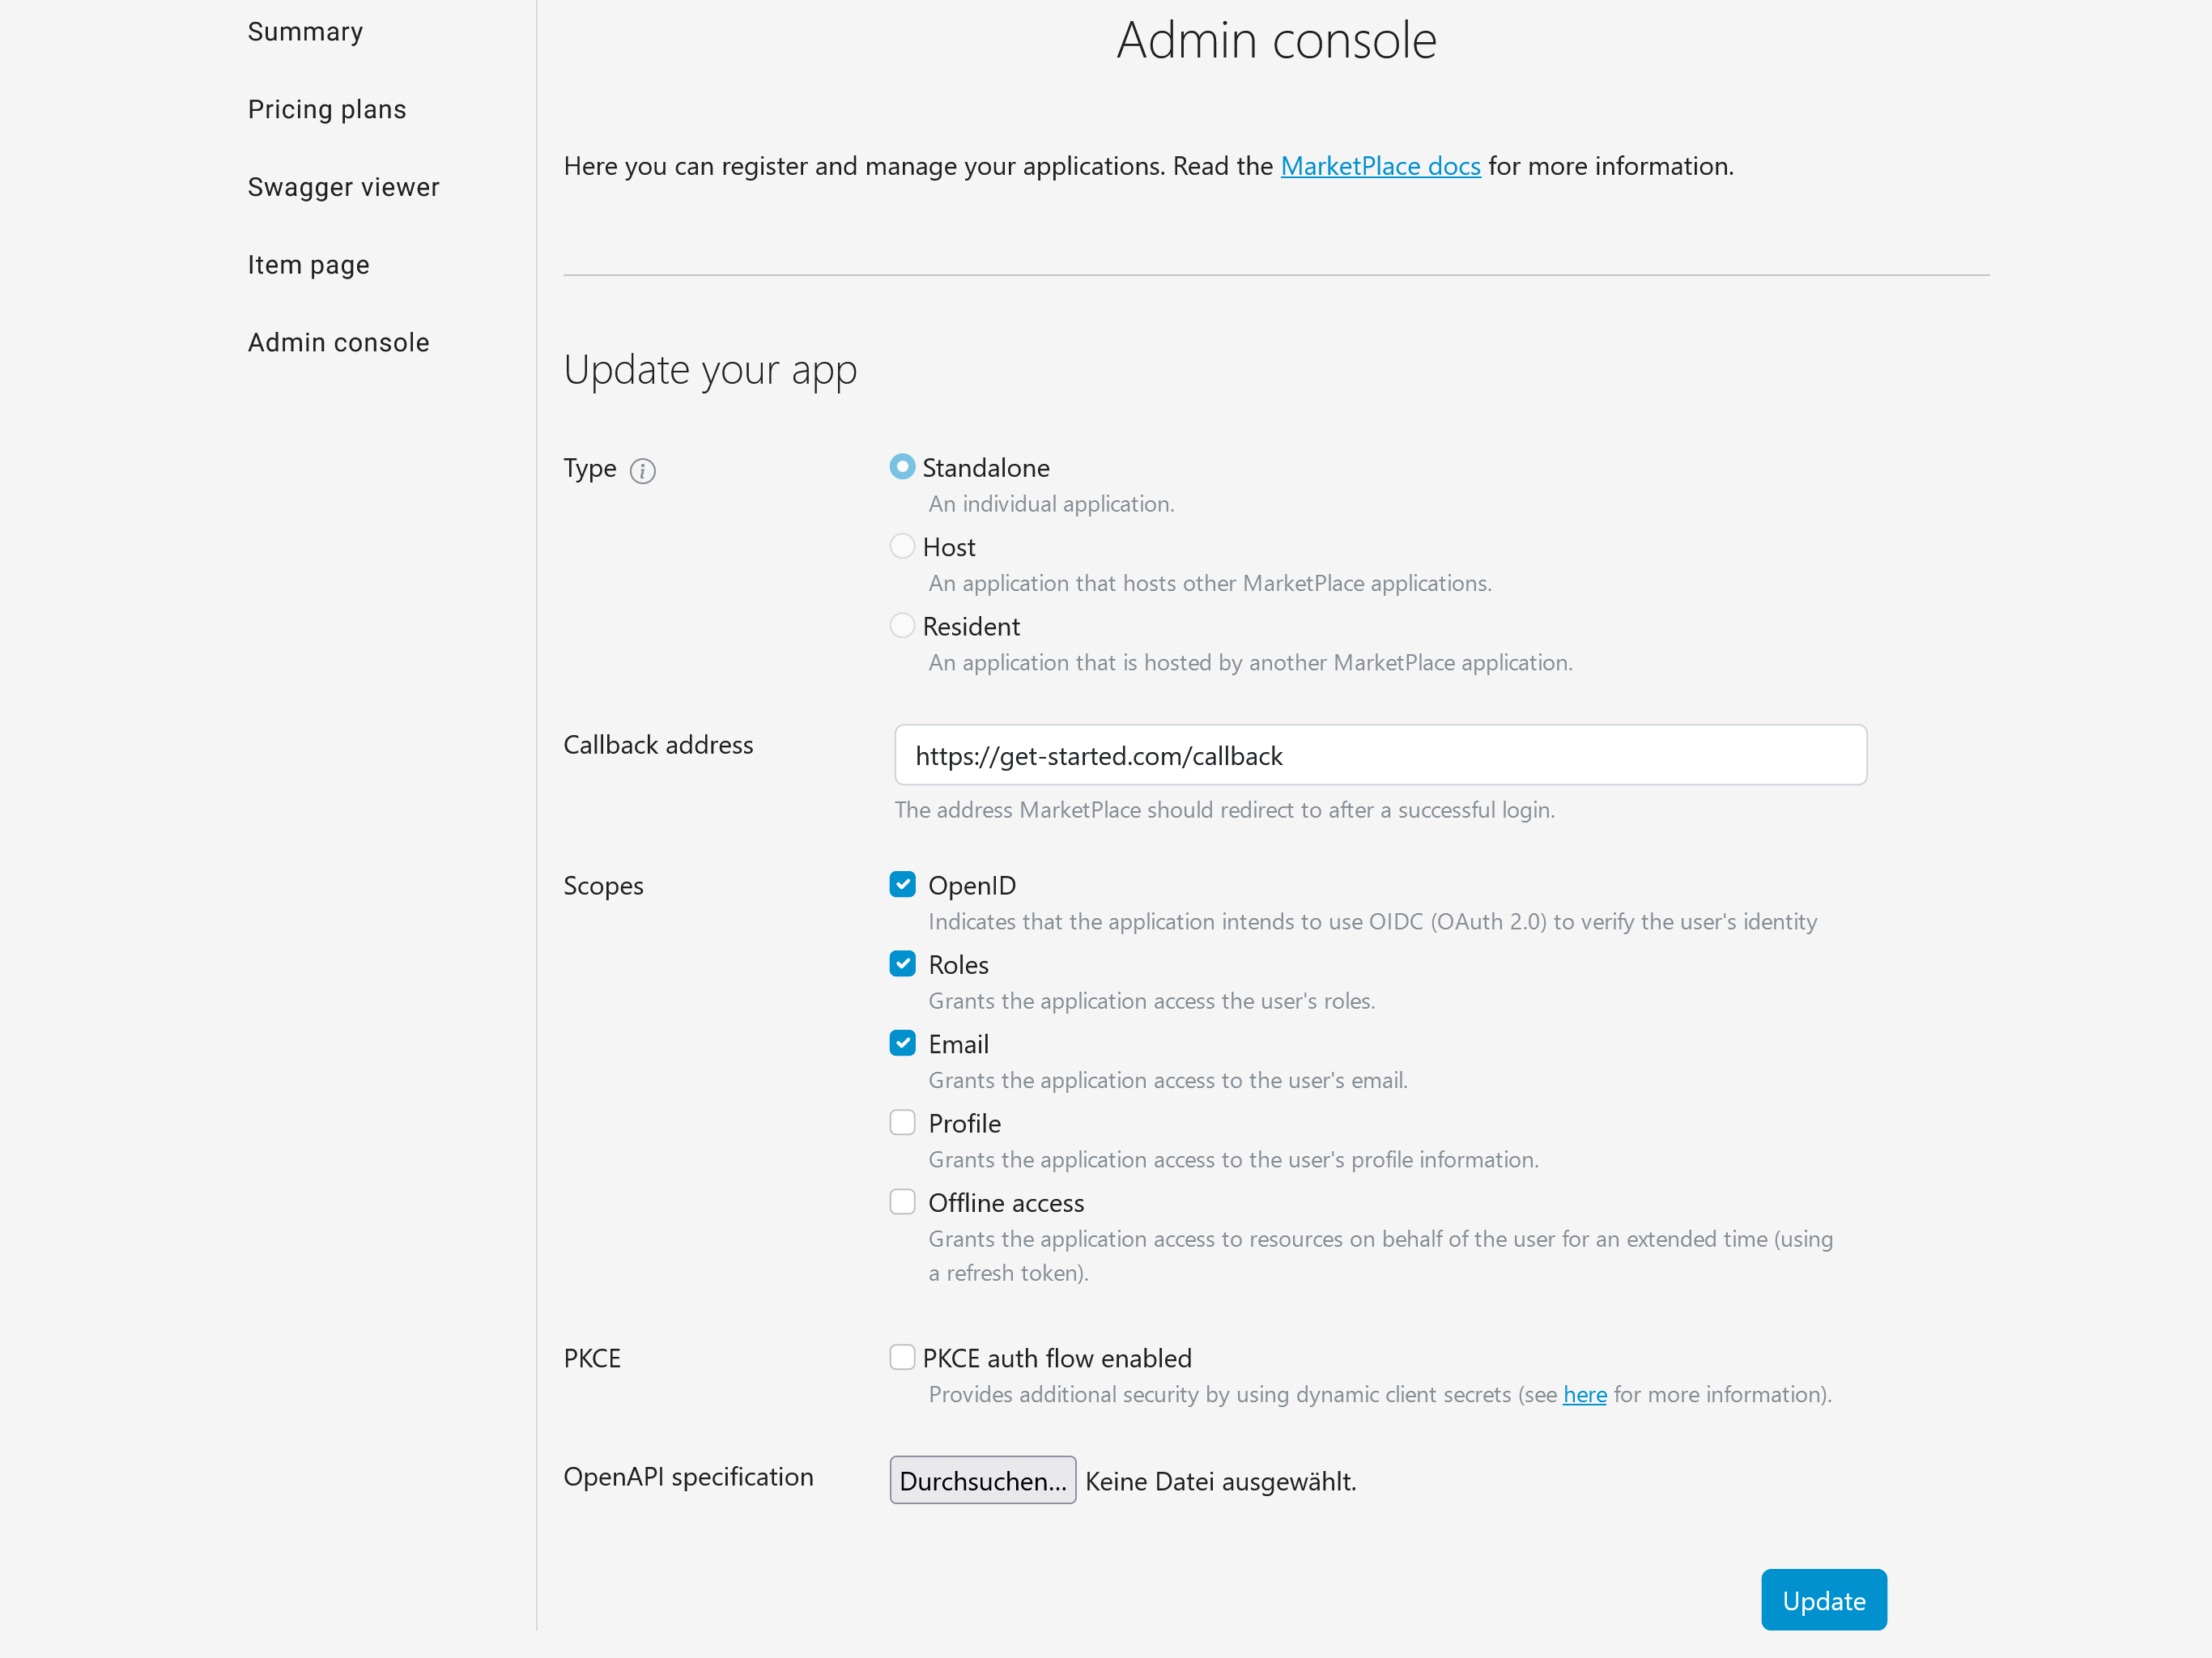 Summary
Pricing plans
Swagger viewer
Item page
Admin console
Admin console
Here you can register and manage your applications. Read the MarketPlace docs for more information.
Update your app
Type i
Standalone
An individual application.
Host
An application that hosts other MarketPlace applications.
Resident
An application that is hosted by another MarketPlace application.
Callback address
https://get-started.com/callback
The address MarketPlace should redirect to after a successful login.
Scopes
OpenID
Indicates that the application intends to use OIDC (OAuth 2.0) to verify the user's identity
Roles
Grants the application access the user's roles.
Email
Grants the application access to the user's email.
Profile
Grants the application access to the user's profile information.
Offline access
Grants the application access to resources on behalf of the user for an extended time (using
a refresh token).
PKCE
PKCE auth flow enabled
Provides additional security by using dynamic client secrets (see here for more information).
OpenAPI specification
Durchsuchen... Keine Datei ausgewählt.
Update